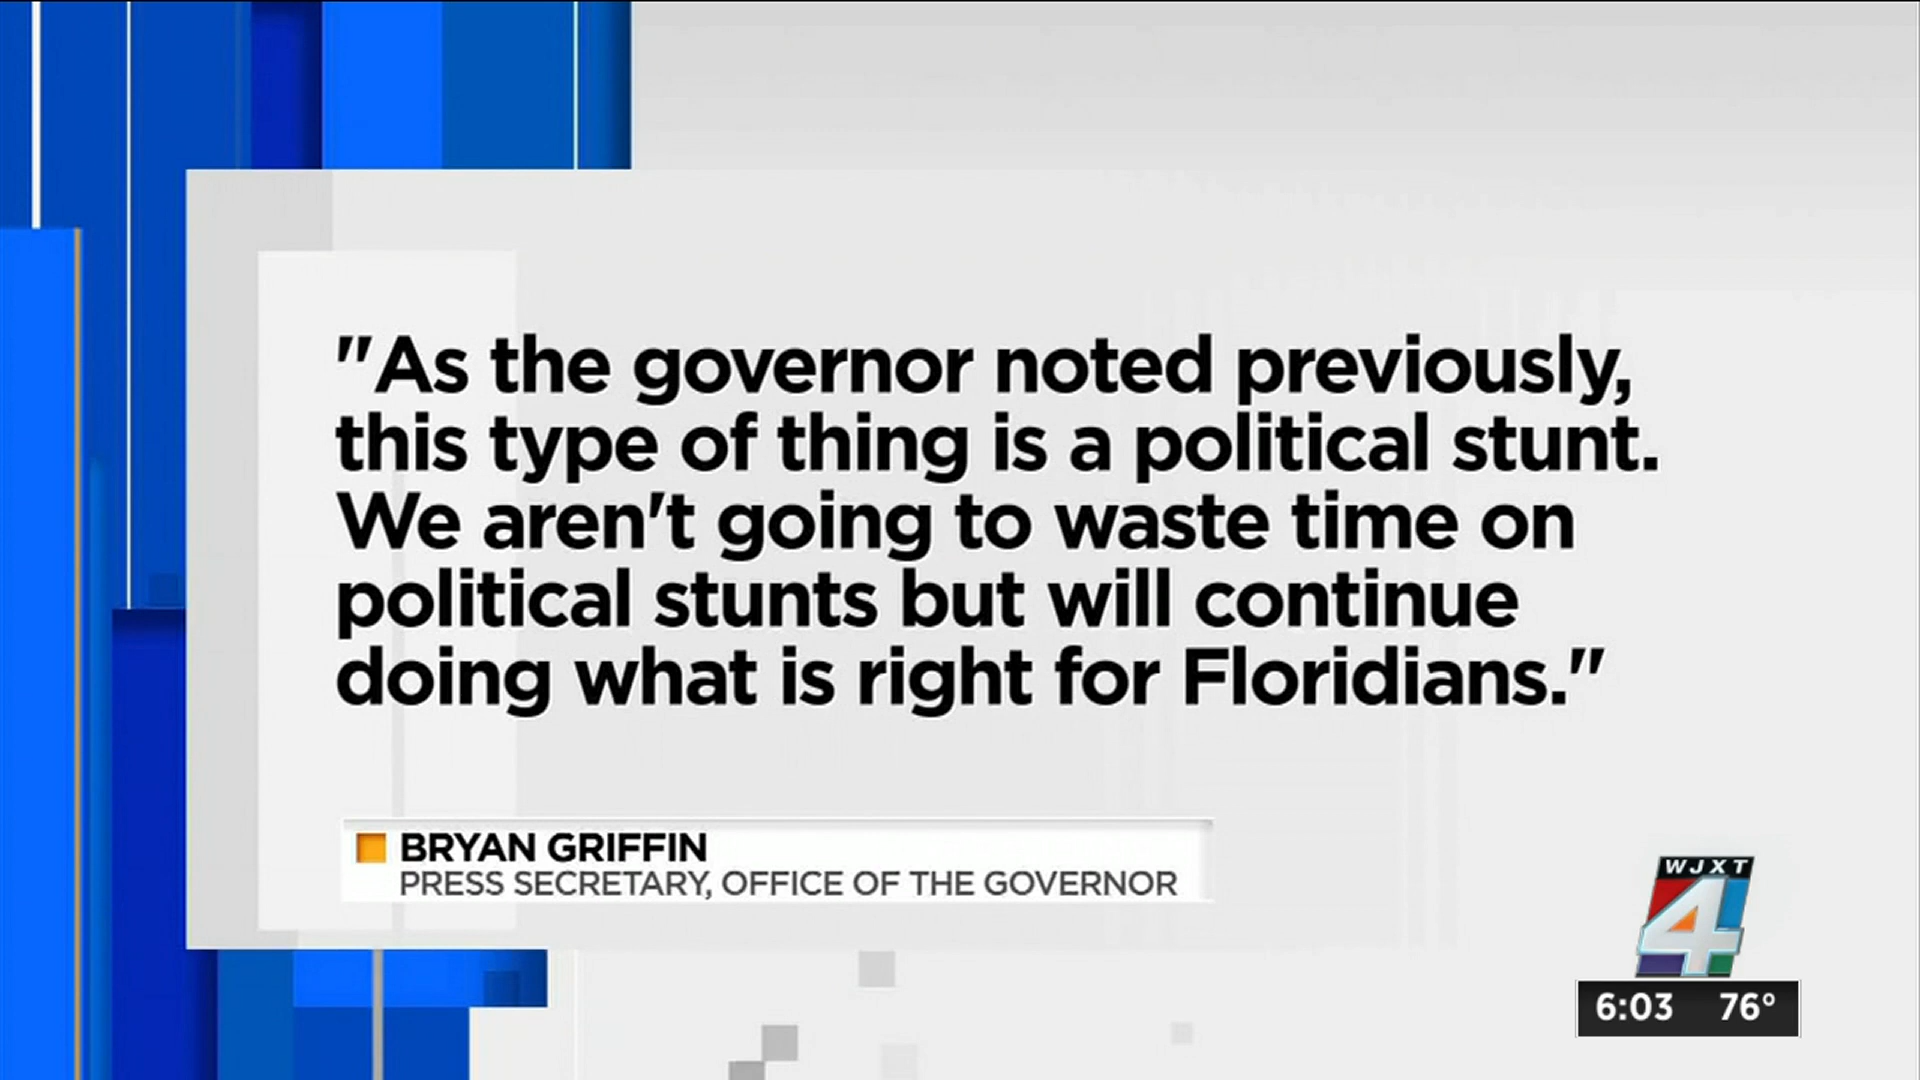 "As the governor noted previously,
this type of thing is a political stunt.
We aren't going to waste time on
political stunts but will continue
doing what is right for Floridians."
BRYAN GRIFFIN
PRESS SECRETARY, OFFICE OF THE GOVERNOR
WJXT
4
6:03 76°